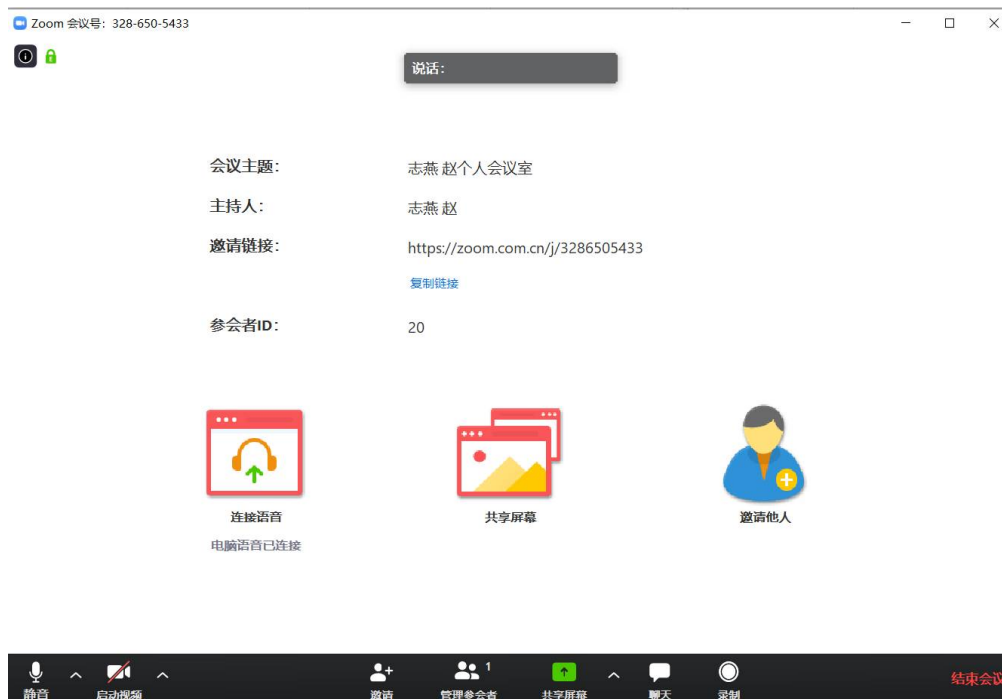 Zoom 会议号：328-650-5433
说话：
会议主题： 志燕 赵个人会议室
主持人： 志燕 赵
邀请链接： https://zoom.com.cn/j/3286505433
复制链接
参会者ID： 20
连接语音 共享屏幕 邀请他人
电脑语音已连接
1
静音 启动视频 邀请 管理参会者 共享屏幕 聊天 录制 结束会议